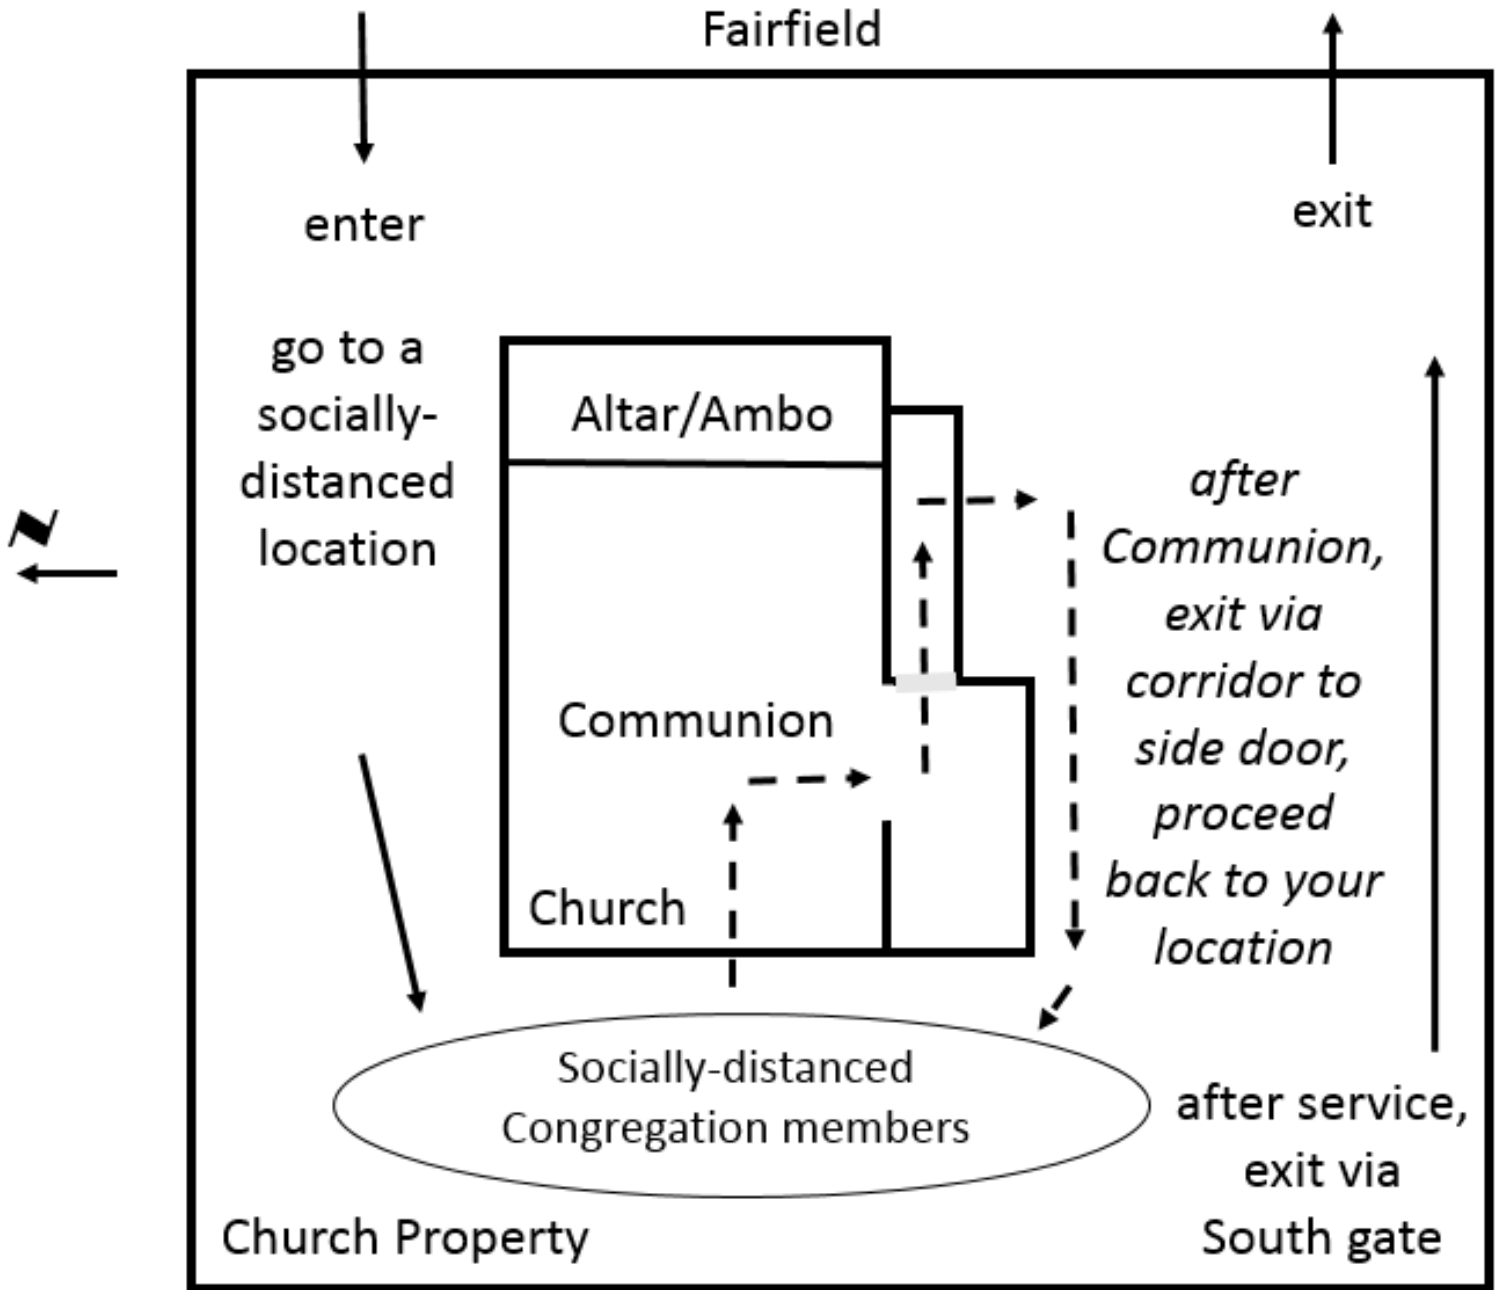 Fairfield
enter
exit
go to a
socially-
distanced
location
N
Altar/Ambo
Communion
Church
after
Communion,
exit via
corridor to
side door,
proceed
back to your
location
Socially-distanced
Congregation members
after service,
exit via
South gate
Church Property